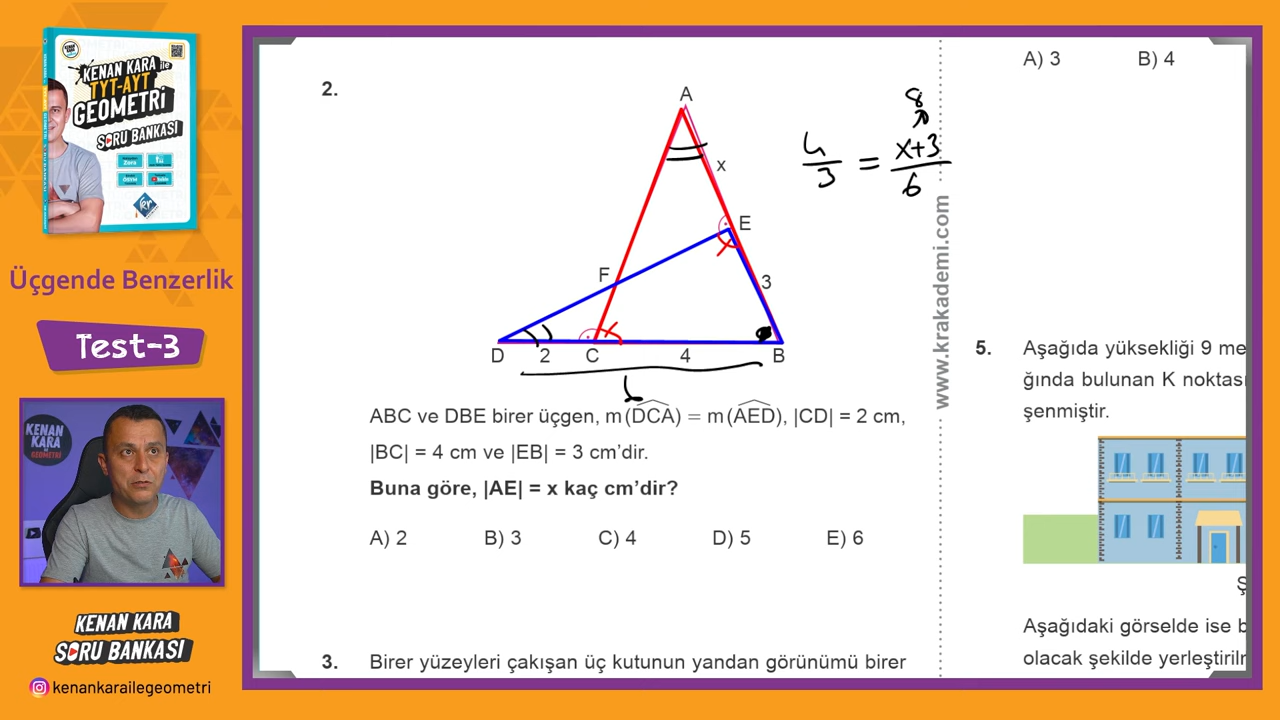 KENAN KARA ile
TYT-AYT
GEOMETRİ
SORU BANKASI
Üçgende Benzerlik
Test-3
KENAN KARA
SORU BANKASI
kenankarailegeometri
2.
A
x
E
F
3
D
2
C
4
B
6
4/3 = x+3/6
8
ABC ve DBE birer üçgen, m(DCA) = m(AED), |CD| = 2 cm,
|BC| = 4 cm ve |EB| = 3 cm’dir.
Buna göre, |AE| = x kaç cm’dir?
A) 2 B) 3 C) 4 D) 5 E) 6
3. Birer yüzeyleri çakışan üç kutunun yandan görünümü birer
www.krakademi.com
A) 3 B) 4
5. Aşağıda yüksekliği 9 me
ğında bulunan K noktası
şenmiştir.
Ş
Aşağıdaki görselde ise b
olacak şekilde yerleştirilr